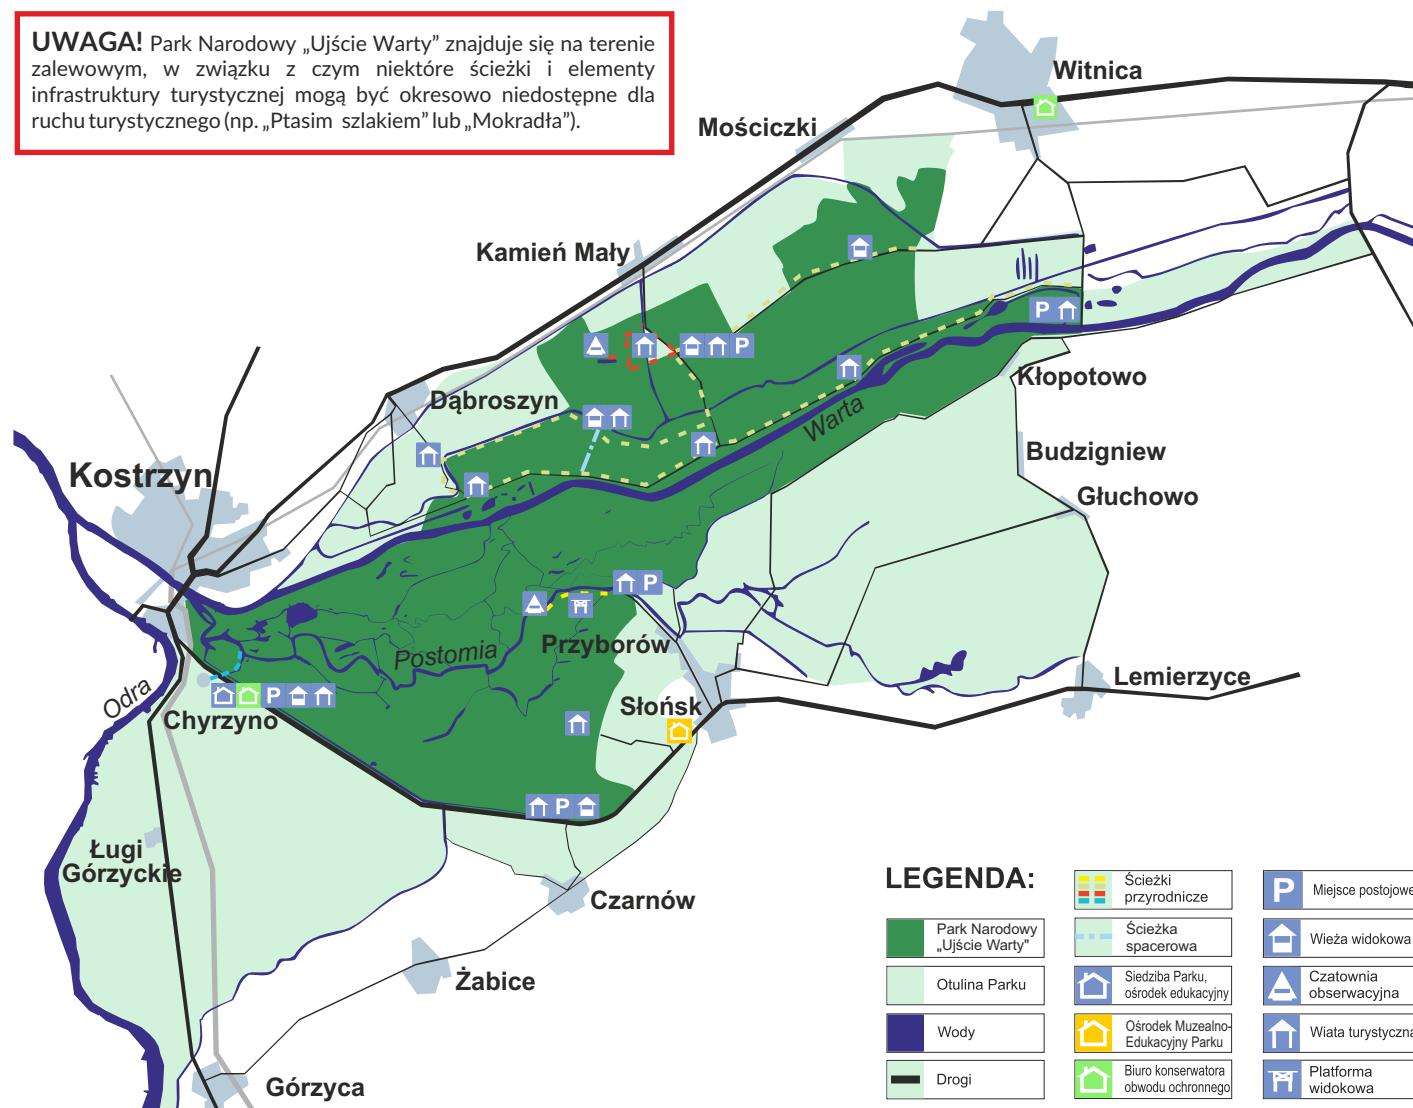 UWAGA! Park Narodowy „Ujście Warty” znajduje się na terenie
zalewowym, w związku z czym niektóre ścieżki i elementy
infrastruktury turystycznej mogą być okresowo niedostępne dla
ruchu turystycznego (np. „Ptasim szlakiem” lub „Mokradła”).
Witnica
Mościczki
Kamień Mały
P
P
Kłopotowo
Dąbroszyn
Warta
Budzigniew
Kostrzyn
Głuchowo
P
Przyborów
Postomia
Lemierzyce
Odra
P
Słońsk
Chyrzyno
P
Ługi
Górzyckie
Czarnów
Żabice
Górzyca
LEGENDA:
Park Narodowy
„Ujście Warty”
Otulina Parku
Wody
Drogi
Ścieżki
przyrodnicze
Ścieżka
spacerowa
Siedziba Parku,
ośrodek edukacyjny
Ośrodek Muzealno-
Edukacyjny Parku
Biuro konserwatora
obwodu ochronnego
P Miejsce postojowe
Wieża widokowa
Czatownia
obserwacyjna
Wiata turystyczna
Platforma
widokowa